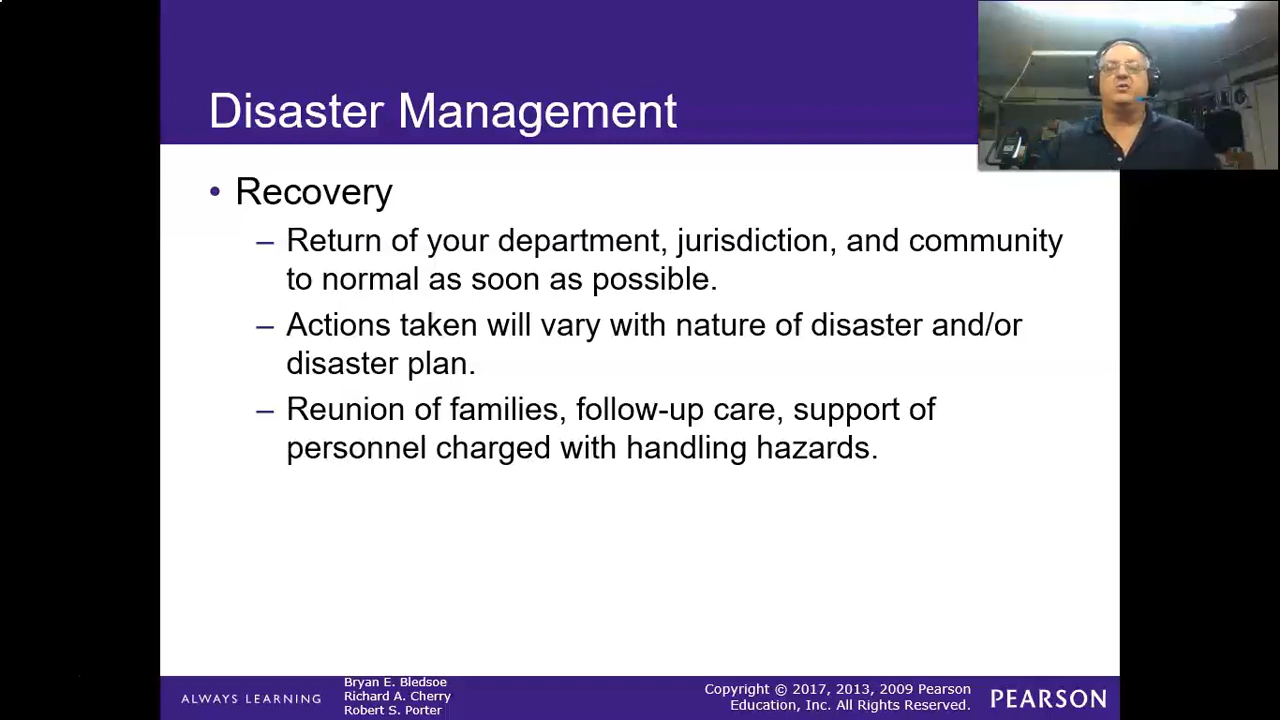 Disaster Management
• Recovery
– Return of your department, jurisdiction, and community
to normal as soon as possible.
– Actions taken will vary with nature of disaster and/or
disaster plan.
– Reunion of families, follow-up care, support of
personnel charged with handling hazards.
ALWAYS LEARNING
Bryan E. Bledsoe
Richard A. Cherry
Robert S. Porter
Copyright © 2017, 2013, 2009 Pearson
Education, Inc. All Rights Reserved.
PEARSON